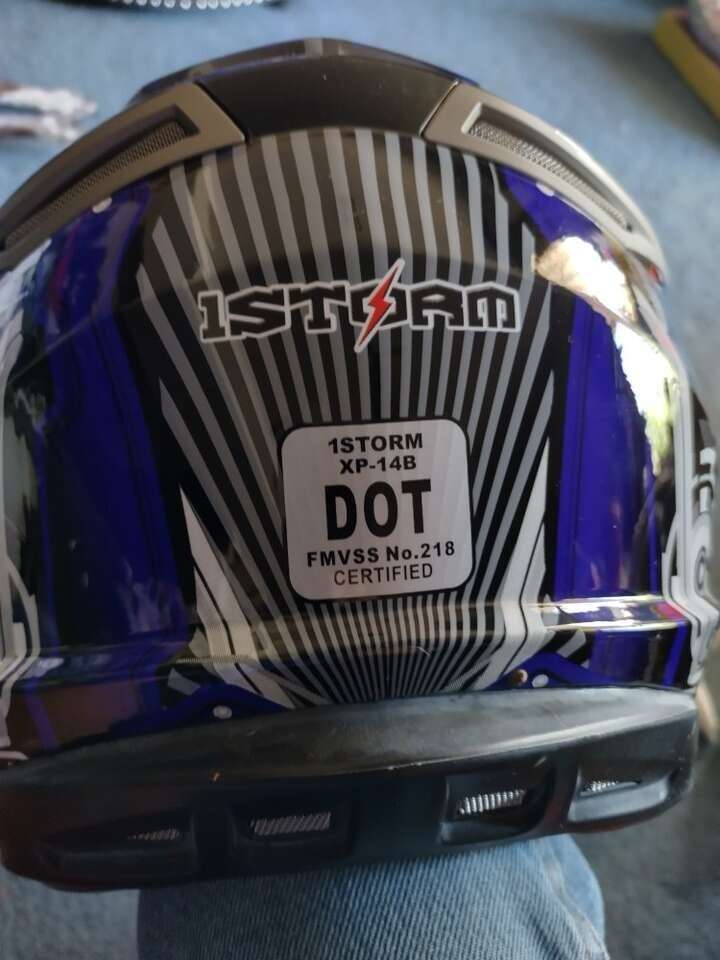 1STORM
1STORM
XP-14B
DOT
FMVSS No.218
CERTIFIED